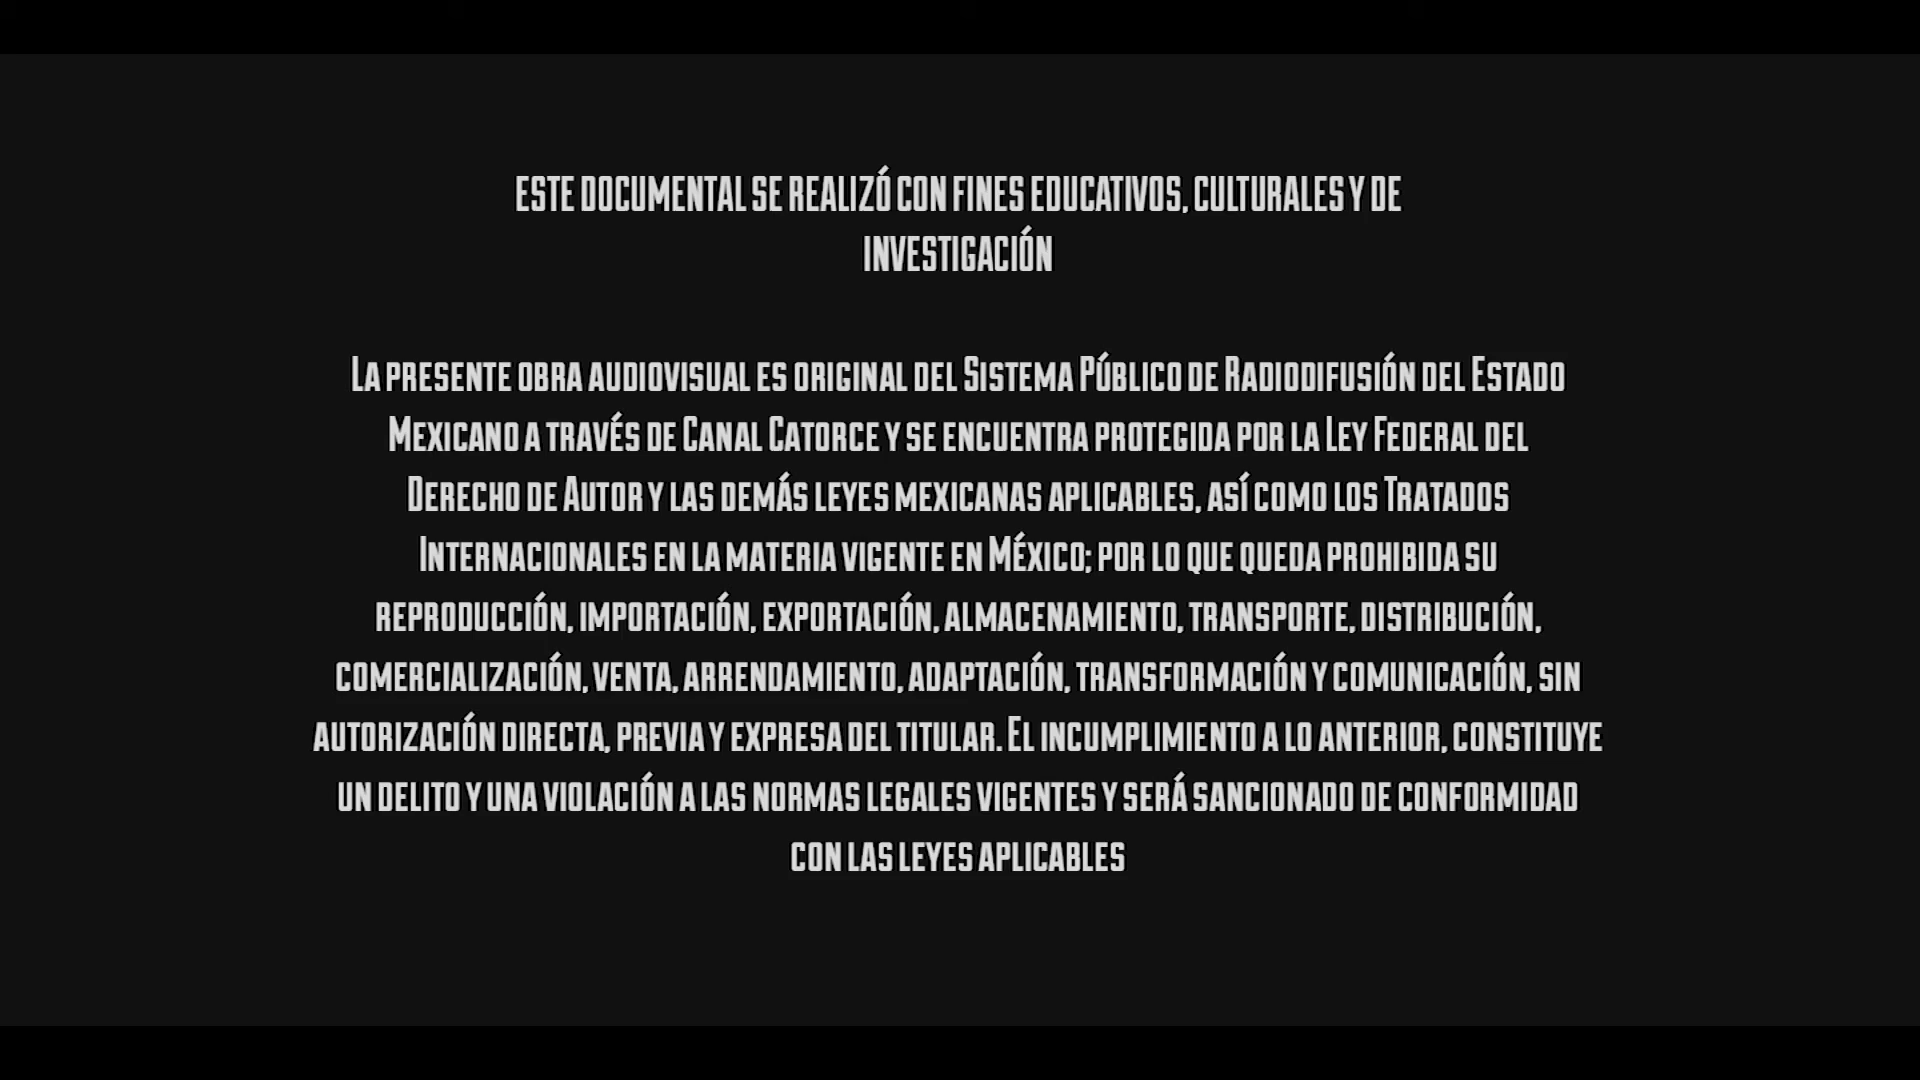 ESTE DOCUMENTAL SE REALIZÓ CON FINES EDUCATIVOS, CULTURALES Y DE
INVESTIGACIÓN
La presente obra audiovisual es original del Sistema Público de Radiodifusión del Estado
Mexicano a través de Canal Catorce y se encuentra protegida por la Ley Federal del
Derecho de Autor y las demás leyes mexicanas aplicables, así como los Tratados
Internacionales en la materia vigente en México; por lo que queda prohibida su
reproducción, importación, exportación, almacenamiento, transporte, distribución,
comercialización, venta, arrendamiento, adaptación, transformación y comunicación, sin
autorización directa, previa y expresa del titular. El incumplimiento a lo anterior, constituye
un delito y una violación a las normas legales vigentes y será sancionado de conformidad
con las leyes aplicables